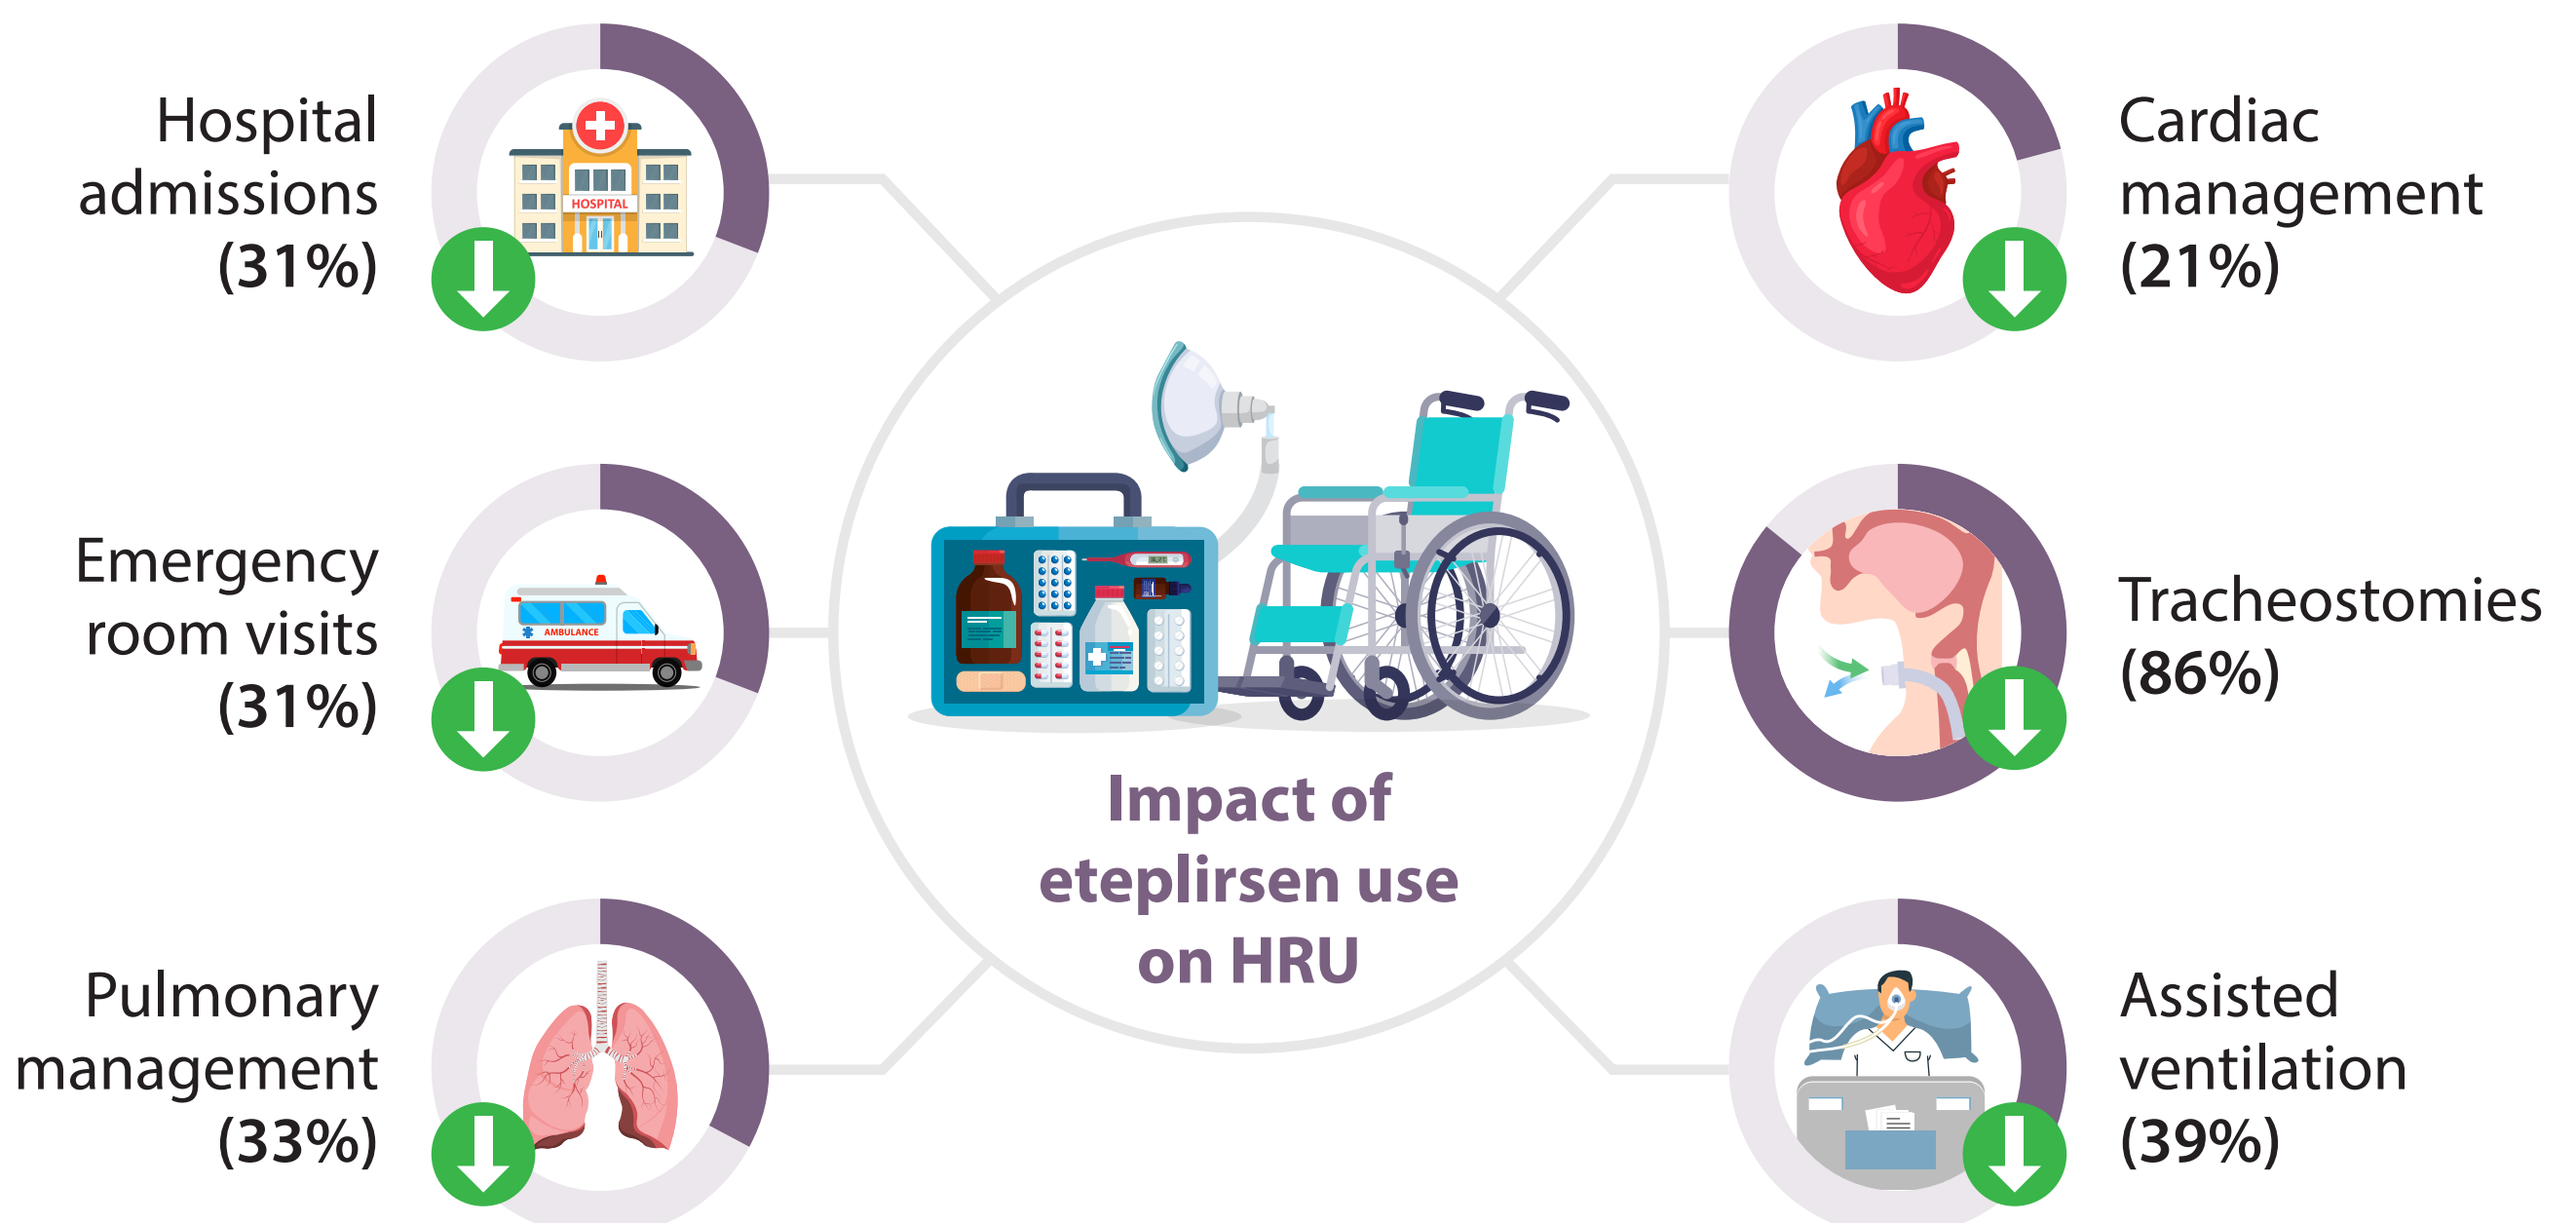 Hospital
admissions
(31%)
HOSPITAL
Emergency
room visits
(31%)
AMBULANCE
Pulmonary
management
(33%)
Impact of
eteplirsen use
on HRU
Cardiac
management
(21%)
Tracheostomies
(86%)
Assisted
ventilation
(39%)